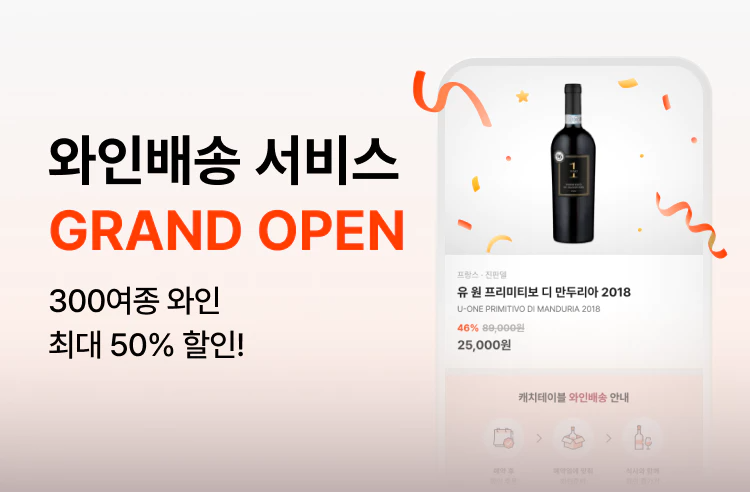 와인배송 서비스
GRAND OPEN
300여종 와인
최대 50% 할인!
프랑스 · 진판델
유 원 프리미티보 디 만두리아 2018
U-ONE PRIMITIVO DI MANDURIA 2018
46% 89,000원
25,000원
캐치테이블 와인배송 안내